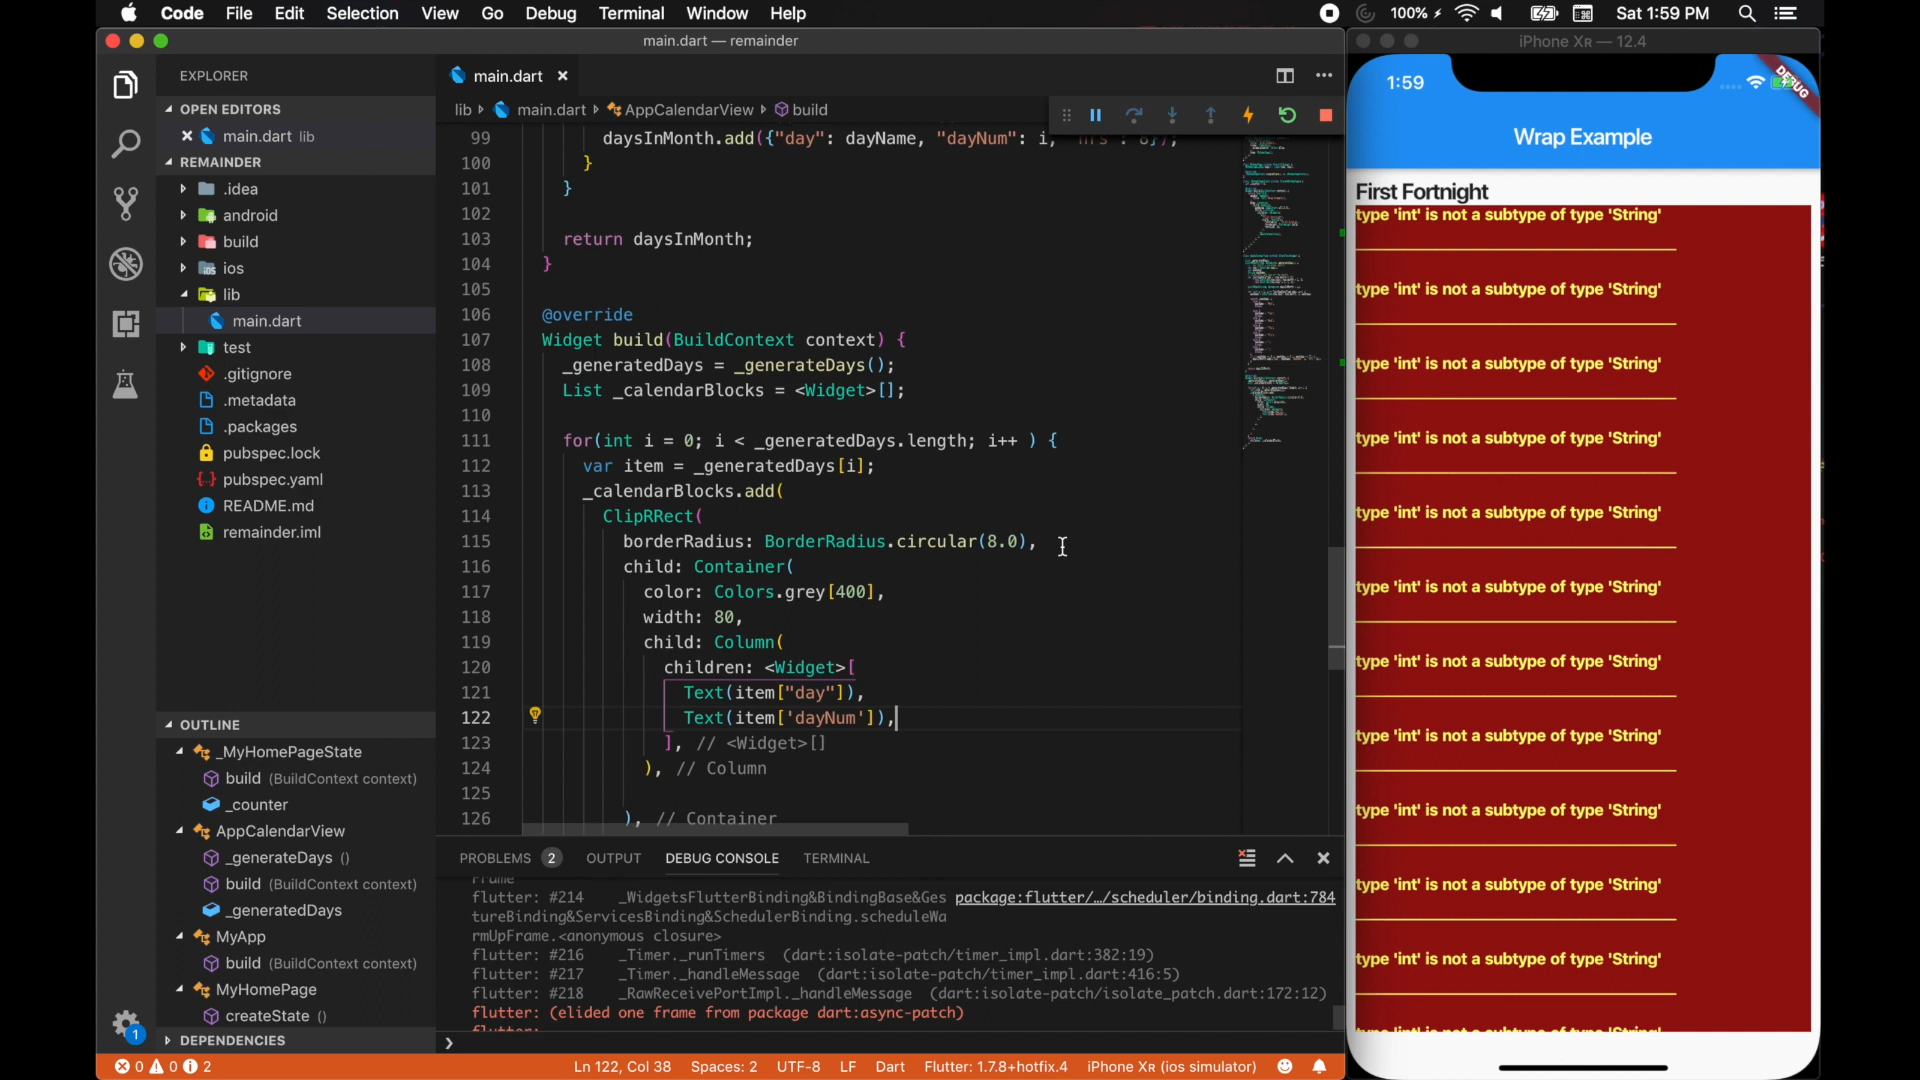 Code File Edit Selection View Go Debug Terminal Window Help
100% Sat 1:59 PM
main.dart — remainder
iPhone XR — 12.4
EXPLORER
OPEN EDITORS
main.dart lib
REMAINDER
.idea
android
build
ios
lib
main.dart
test
.gitignore
.metadata
.packages
pubspec.lock
pubspec.yaml
README.md
remainder.iml
OUTLINE
_MyHomePageState
build (BuildContext context)
_counter
AppCalendarView
_generateDays ()
build (BuildContext context)
_generatedDays
MyApp
build (BuildContext context)
MyHomePage
createState ()
DEPENDENCIES
main.dart
lib main.dart AppCalendarView build
99 daysInMonth.add({"day": dayName, "dayNum": i,
100 }
101 }
102
103 return daysInMonth;
104 }
105
106 @override
107 Widget build(BuildContext context) {
108 _generatedDays = _generateDays();
109 List _calendarBlocks = <Widget>[];
110
111 for(int i = 0; i < _generatedDays.length; i++ ) {
112 var item = _generatedDays[i];
113 _calendarBlocks.add(
114 ClipRRect(
115 borderRadius: BorderRadius.circular(8.0),
116 child: Container(
117 color: Colors.grey[400],
118 width: 80,
119 child: Column(
120 children: <Widget>[
121 Text(item["day"]),
122 Text(item['dayNum']),
123 ], // <Widget>[]
124 ), // Column
125
126 ), // Container
PROBLEMS 2 OUTPUT DEBUG CONSOLE TERMINAL
flutter: #214 _WidgetsFlutterBinding&BindingBase&Ges package:flutter/…/scheduler/binding.dart:784
tureBinding&ServicesBinding&SchedulerBinding.scheduleWa
rmUpFrame.<anonymous closure>
flutter: #216 _Timer._runTimers (dart:isolate-patch/timer_impl.dart:382:19)
flutter: #217 _Timer._handleMessage (dart:isolate-patch/timer_impl.dart:416:5)
flutter: #218 _RawReceivePortImpl._handleMessage (dart:isolate-patch/isolate_patch.dart:172:12)
flutter: (elided one frame from package dart:async-patch)
flutter:
1
0 0 2 Ln 122, Col 38 Spaces: 2 UTF-8 LF Dart Flutter: 1.7.8+hotfix.4 iPhone XR (ios simulator)
1:59
DEBUG
Wrap Example
First Fortnight
type 'int' is not a subtype of type 'String'
type 'int' is not a subtype of type 'String'
type 'int' is not a subtype of type 'String'
type 'int' is not a subtype of type 'String'
type 'int' is not a subtype of type 'String'
type 'int' is not a subtype of type 'String'
type 'int' is not a subtype of type 'String'
type 'int' is not a subtype of type 'String'
type 'int' is not a subtype of type 'String'
type 'int' is not a subtype of type 'String'
type 'int' is not a subtype of type 'String'
type 'int' is not a subtype of type 'String'